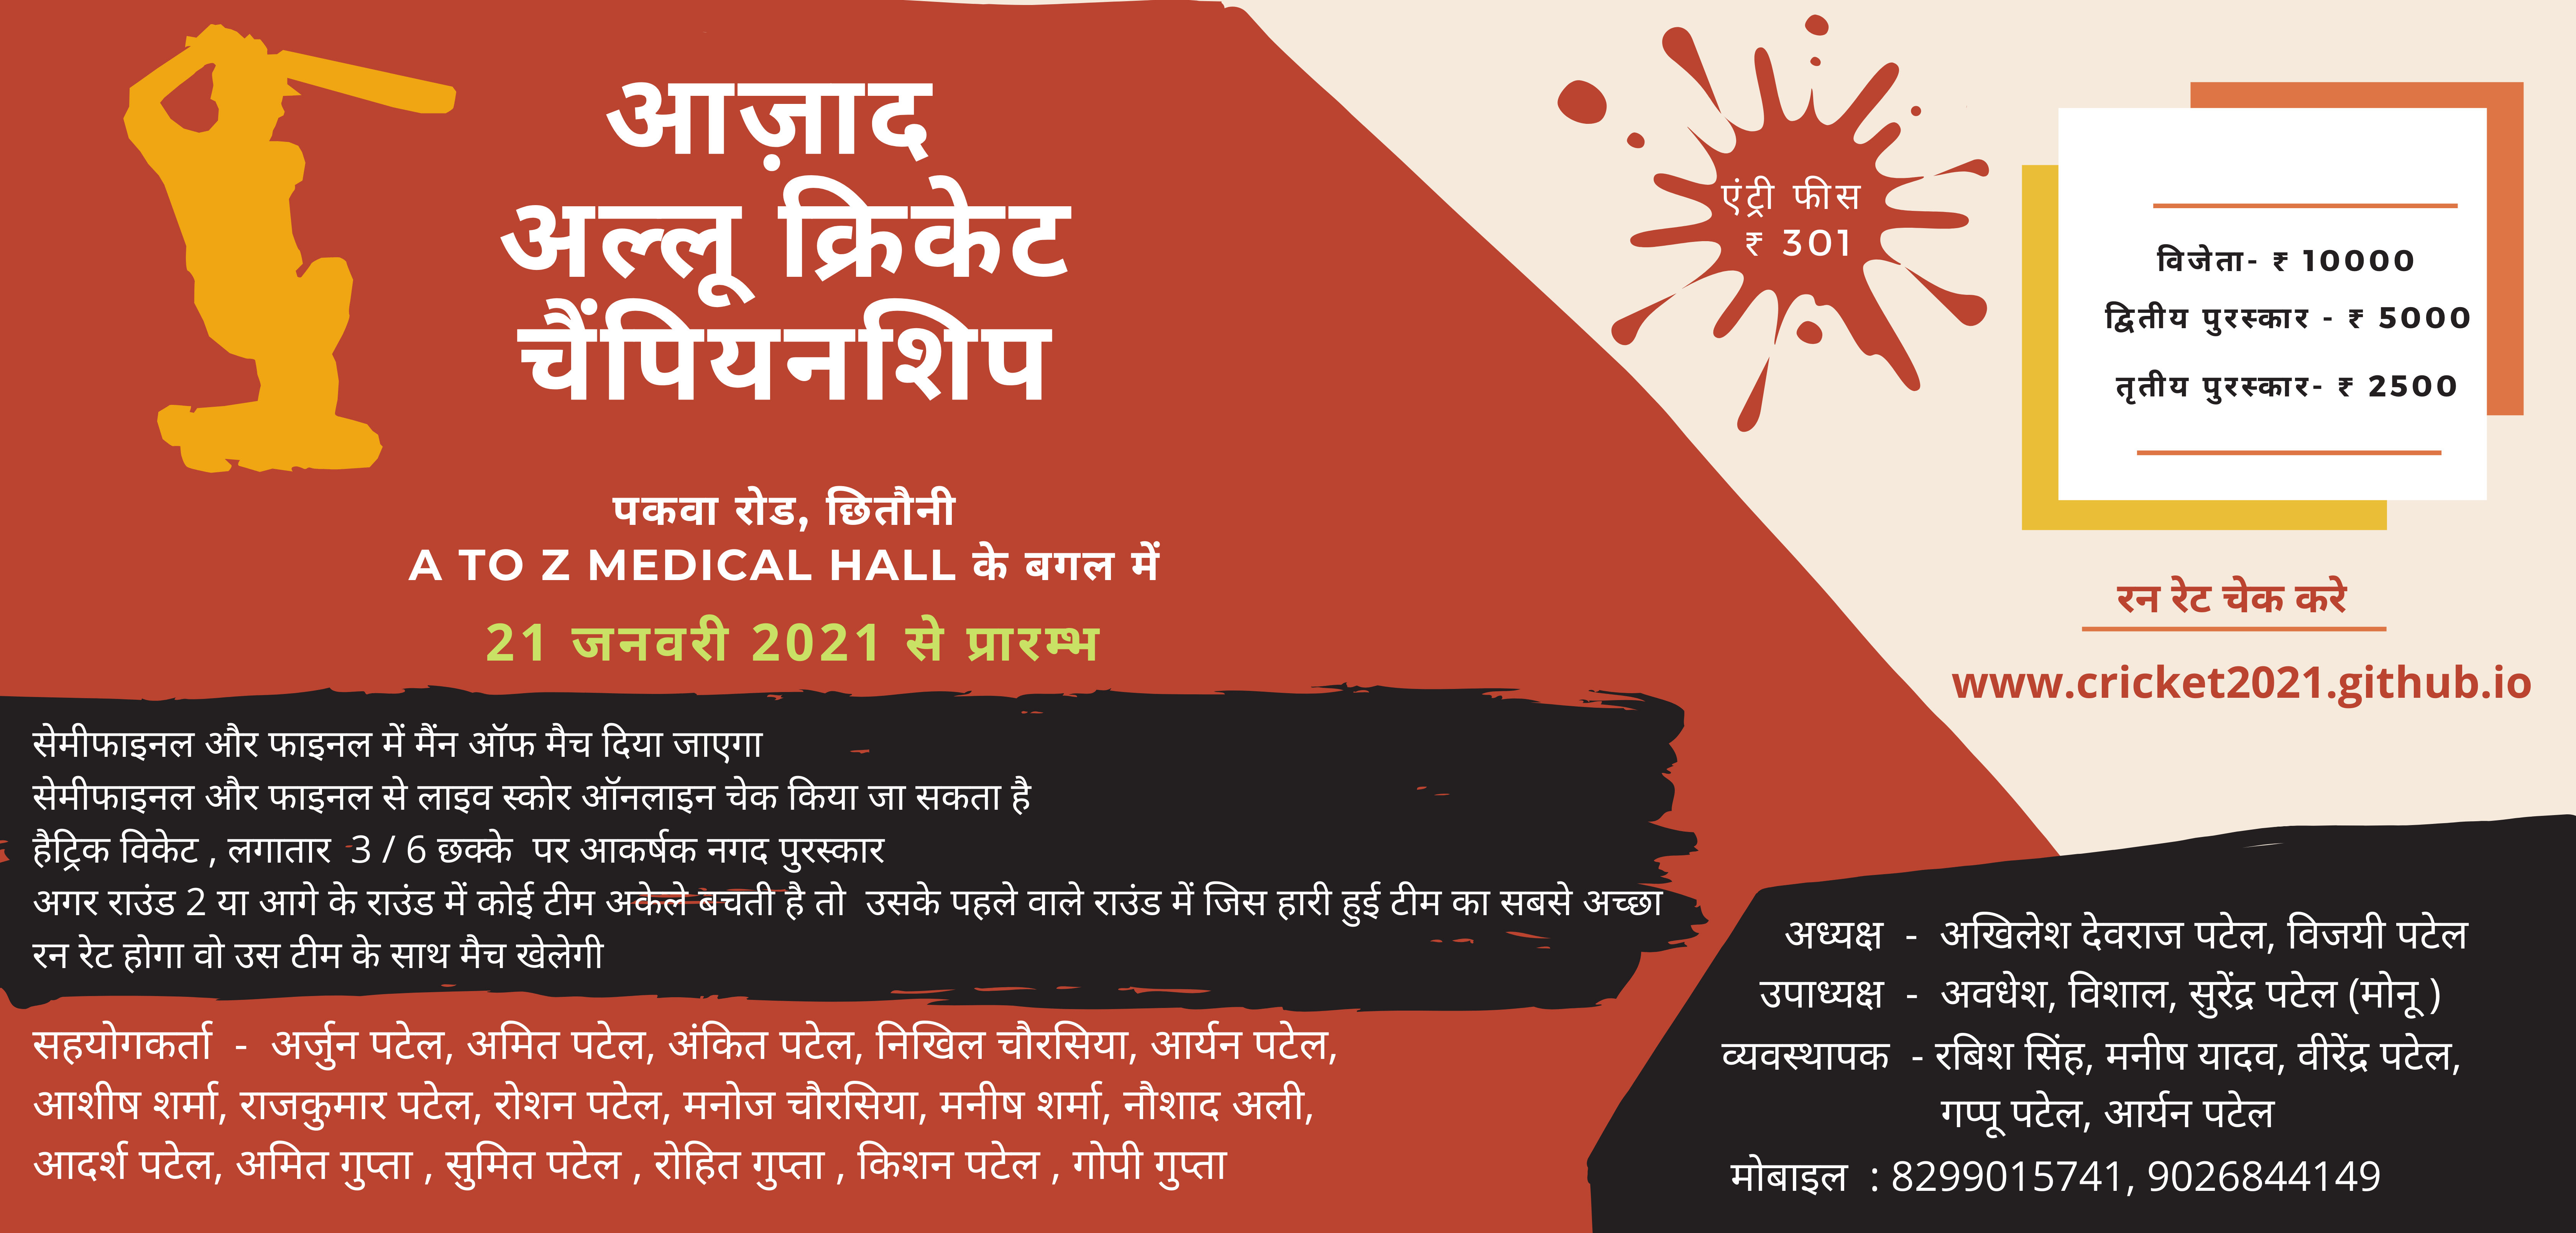 आज़ाद
अल्लू क्रिकेट
चैंपियनशिप
पकवा रोड, छितौनी
A TO Z MEDICAL HALL के बगल में
21 जनवरी 2021 से प्रारम्भ
एंट्री फीस
₹ 301
विजेता- ₹ 10000
द्वितीय पुरस्कार - ₹ 5000
तृतीय पुरस्कार- ₹ 2500
रन रेट चेक करे
www.cricket2021.github.io
सेमीफाइनल और फाइनल में मैंन ऑफ मैच दिया जाएगा
सेमीफाइनल और फाइनल से लाइव स्कोर ऑनलाइन चेक किया जा सकता है
हैट्रिक विकेट , लगातार 3 / 6 छक्के पर आकर्षक नगद पुरस्कार
अगर राउंड 2 या आगे के राउंड में कोई टीम अकेले बचती है तो उसके पहले वाले राउंड में जिस हारी हुई टीम का सबसे अच्छा
रन रेट होगा वो उस टीम के साथ मैच खेलेगी
सहयोगकर्ता - अर्जुन पटेल, अमित पटेल, अंकित पटेल, निखिल चौरसिया, आर्यन पटेल,
आशीष शर्मा, राजकुमार पटेल, रोशन पटेल, मनोज चौरसिया, मनीष शर्मा, नौशाद अली,
आदर्श पटेल, अमित गुप्ता , सुमित पटेल , रोहित गुप्ता , किशन पटेल , गोपी गुप्ता
अध्यक्ष - अखिलेश देवराज पटेल, विजयी पटेल
उपाध्यक्ष - अवधेश, विशाल, सुरेंद्र पटेल (मोनू )
व्यवस्थापक - रबिश सिंह, मनीष यादव, वीरेंद्र पटेल,
गप्पू पटेल, आर्यन पटेल
मोबाइल : 8299015741, 9026844149